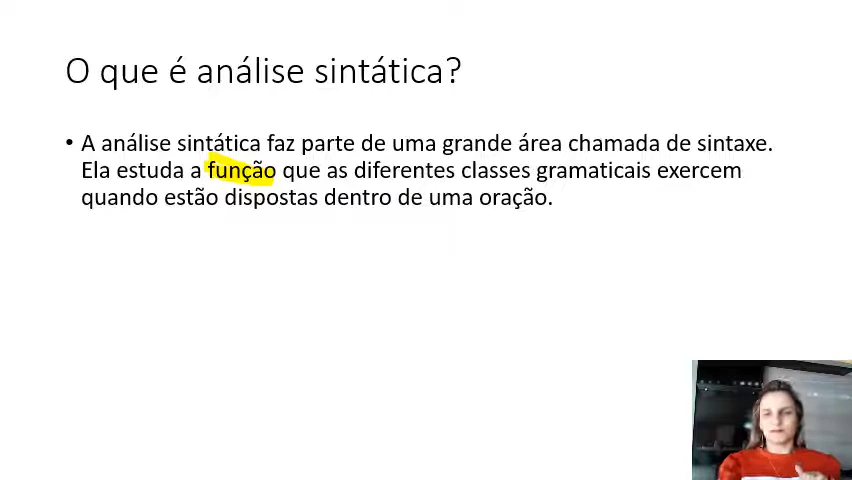 O que é análise sintática?
• A análise sintática faz parte de uma grande área chamada de sintaxe.
Ela estuda a função que as diferentes classes gramaticais exercem
quando estão dispostas dentro de uma oração.